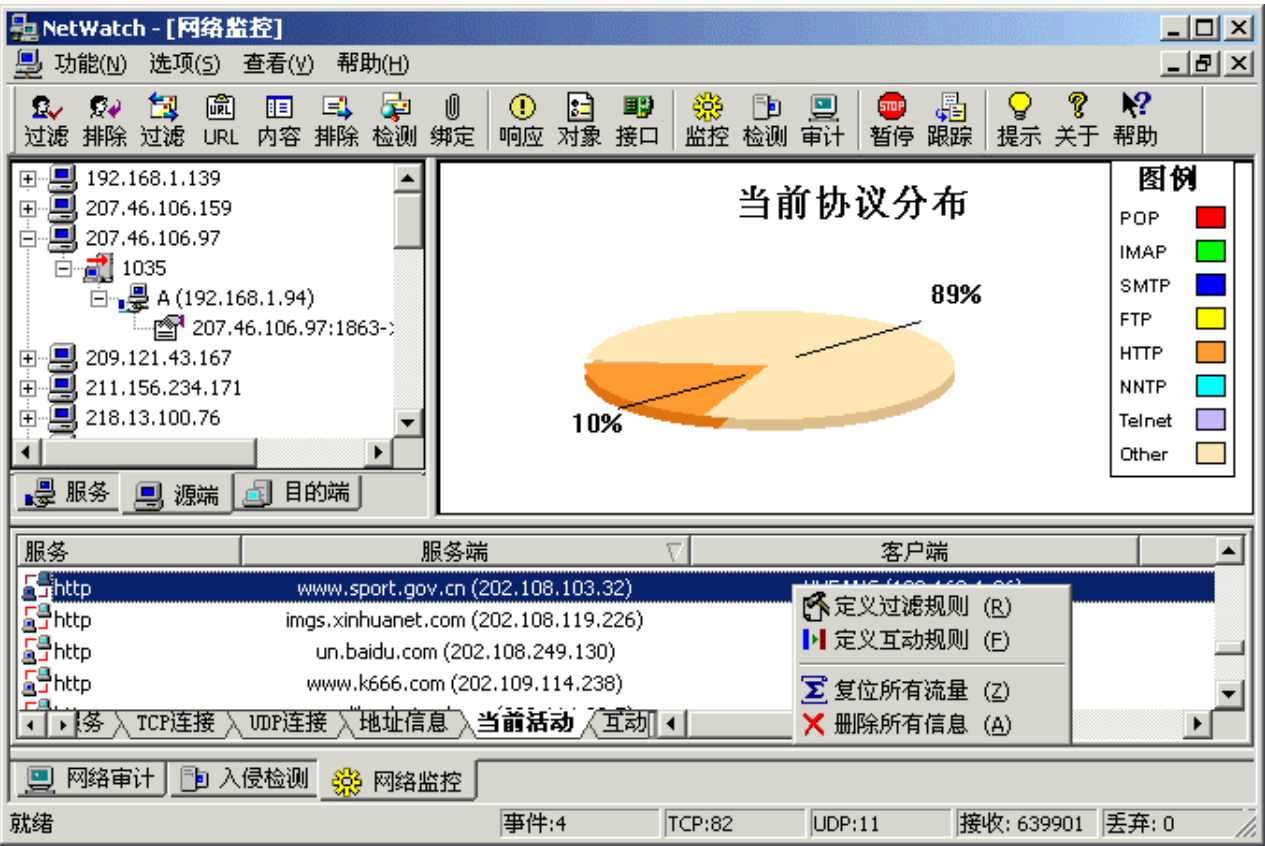 NetWatch - [网络监控]
功能(N) 选项(S) 查看(V) 帮助(H)
过滤 排除 过滤 URL 内容 排除 检测 绑定 响应 对象 接口 监控 检测 审计 暂停 跟踪 提示 关于 帮助
192.168.1.139
207.46.106.159
207.46.106.97
1035
A (192.168.1.94)
207.46.106.97:1863->
209.121.43.167
211.156.234.171
218.13.100.76
服务 源端 目的端
当前协议分布
89%
10%
图例
POP
IMAP
SMTP
FTP
HTTP
NNTP
Telnet
Other
服务 服务端 客户端
http www.sport.gov.cn (202.108.103.32)
http imgs.xinhuanet.com (202.108.119.226)
http un.baidu.com (202.108.249.130)
http www.k666.com (202.109.114.238)
定义过滤规则 (R)
定义互动规则 (F)
复位所有流量 (Z)
删除所有信息 (A)
务 TCP连接 UDP连接 地址信息 当前活动 互动
网络审计 入侵检测 网络监控
就绪 事件:4 TCP:82 UDP:11 接收: 639901 丢弃: 0